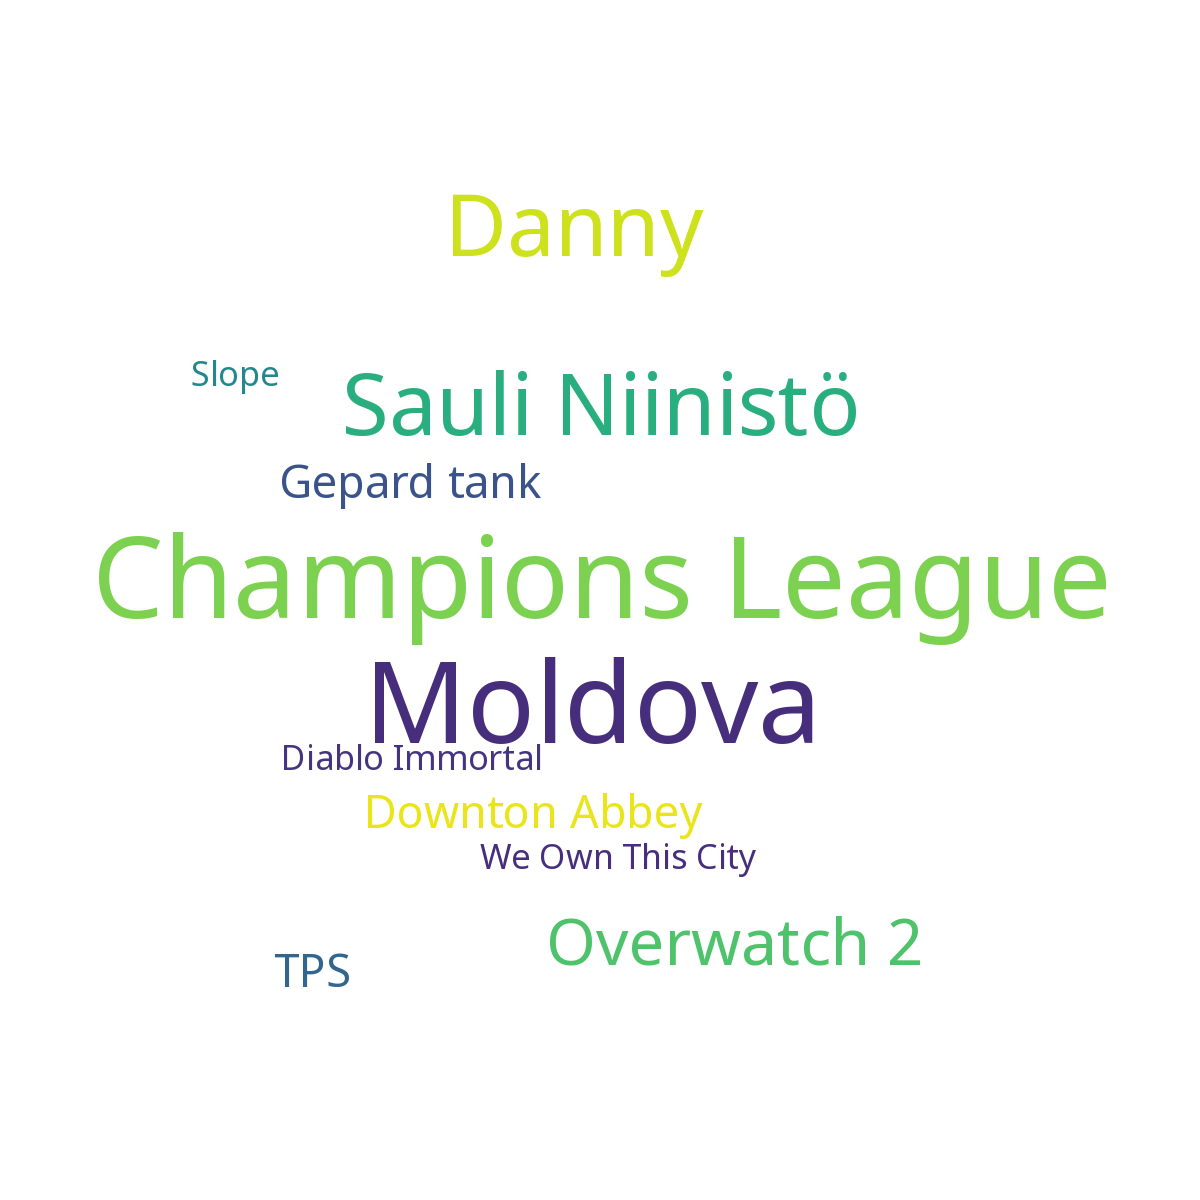 Danny
Slope
Sauli Niinistö
Gepard tank
Champions League
Moldova
Diablo Immortal
Downton Abbey
We Own This City
Overwatch 2
TPS